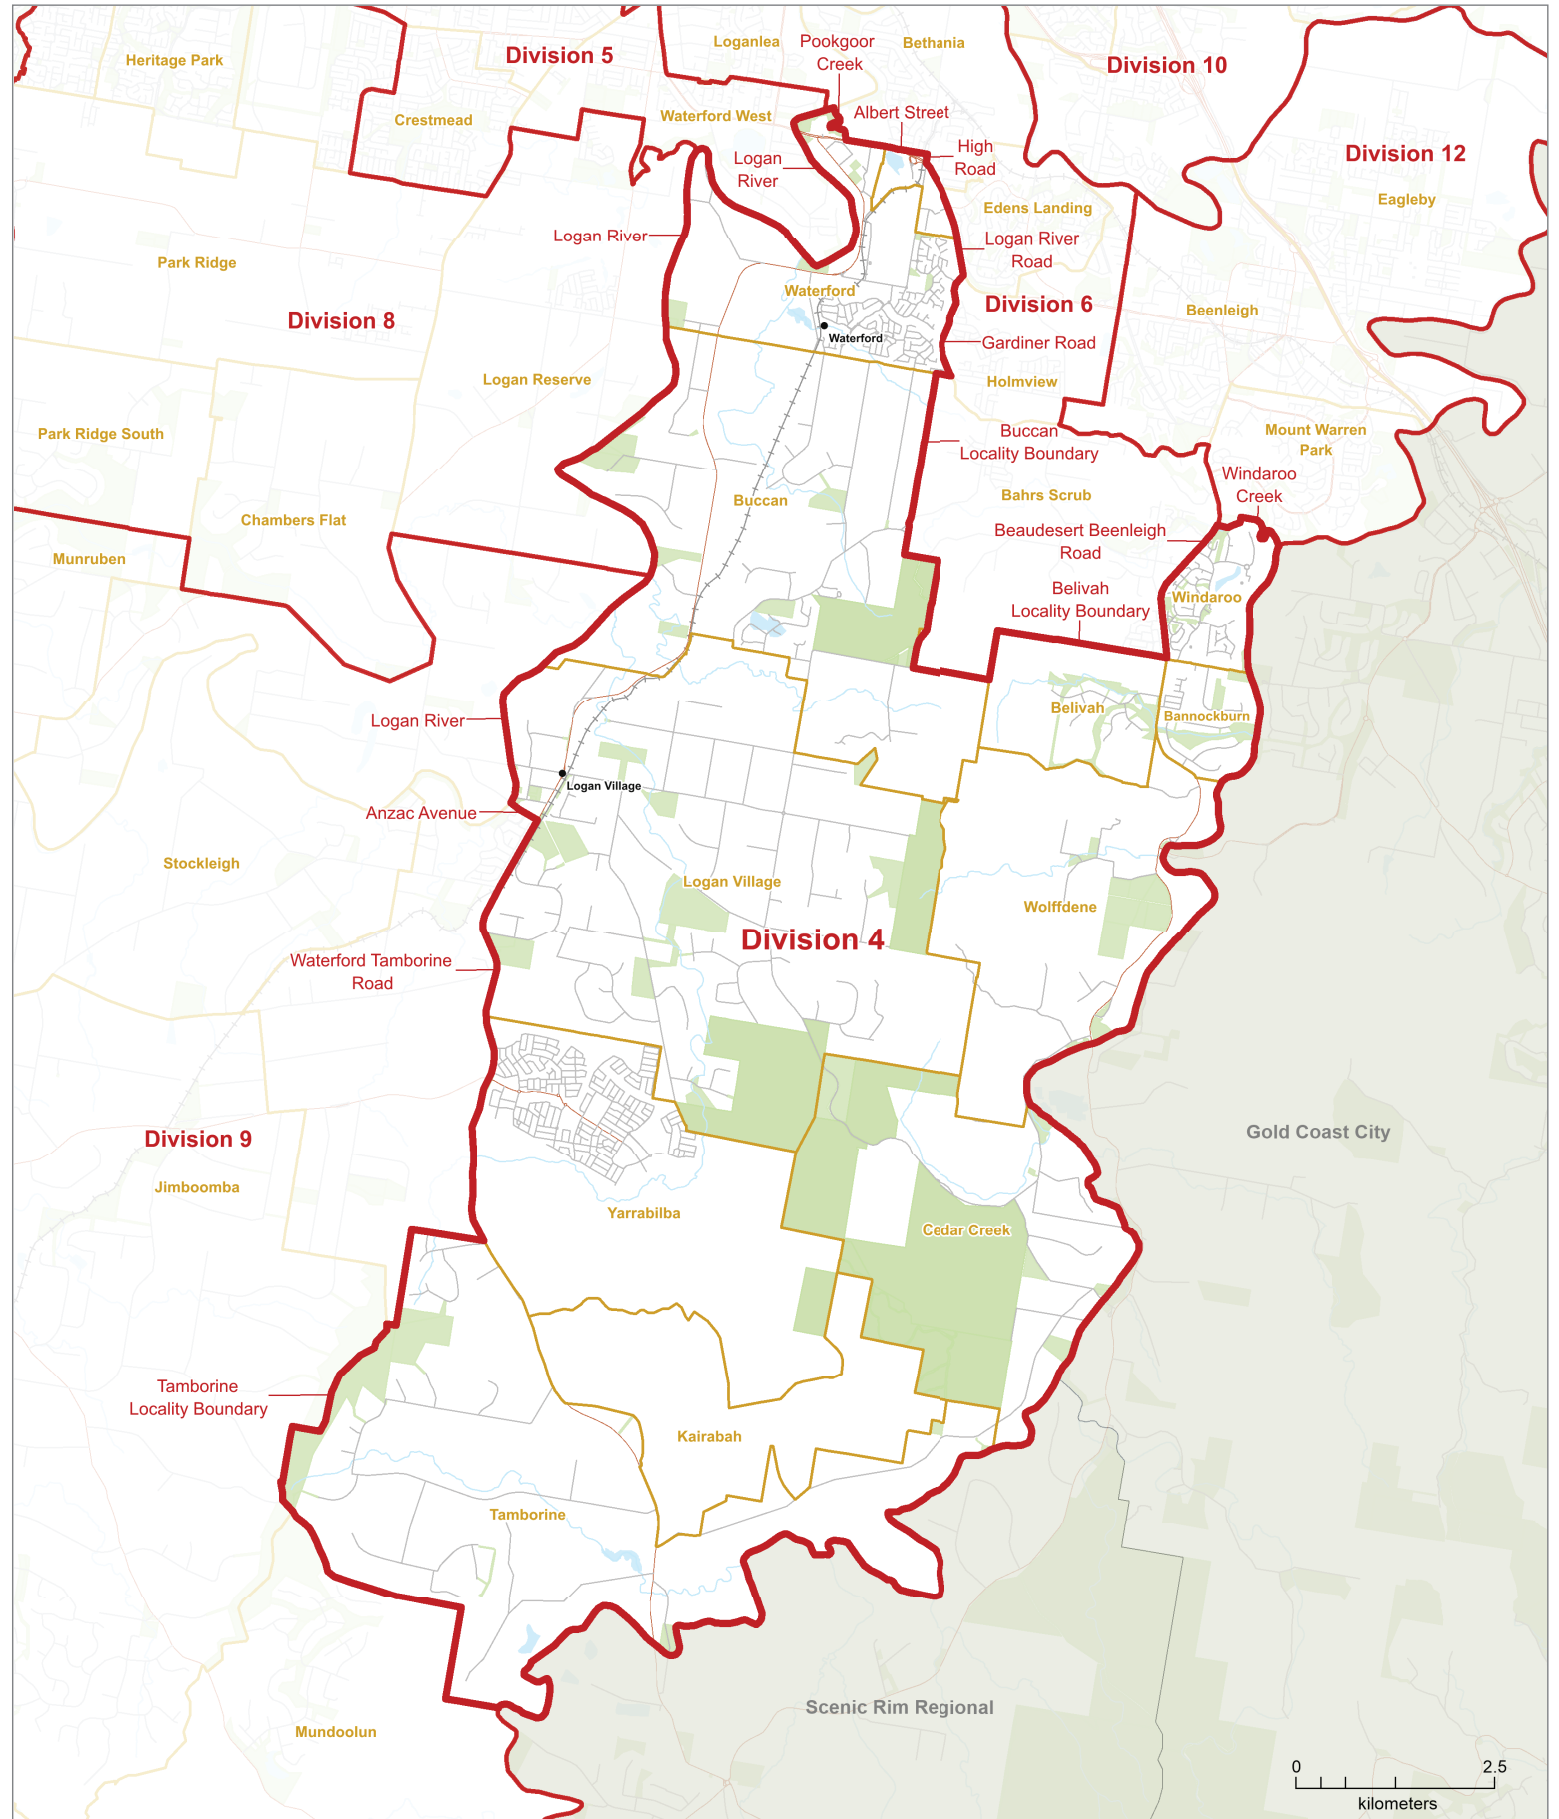 Heritage Park
Division 5
Loganlea
Pookgoor
Creek
Bethania
Division 10
Crestmead
Waterford West
Albert Street
High
Road
Division 12
Logan
River
Eagleby
Edens Landing
Logan River
Logan River
Road
Park Ridge
Waterford
Division 6
Beenleigh
Division 8
Waterford
Gardiner Road
Logan Reserve
Holmview
Park Ridge South
Buccan
Locality Boundary
Mount Warren
Park
Windaroo
Creek
Buccan
Bahrs Scrub
Chambers Flat
Beaudesert Beenleigh
Road
Munruben
Belivah
Locality Boundary
Windaroo
Logan River
Belivah
Bannockburn
Logan Village
Anzac Avenue
Stockleigh
Logan Village
Wolffdene
Division 4
Waterford Tamborine
Road
Division 9
Gold Coast City
Jimboomba
Yarrabilba
Cedar Creek
Tamborine
Locality Boundary
Kairabah
Tamborine
Scenic Rim Regional
Mundoolun
0 2.5
kilometers